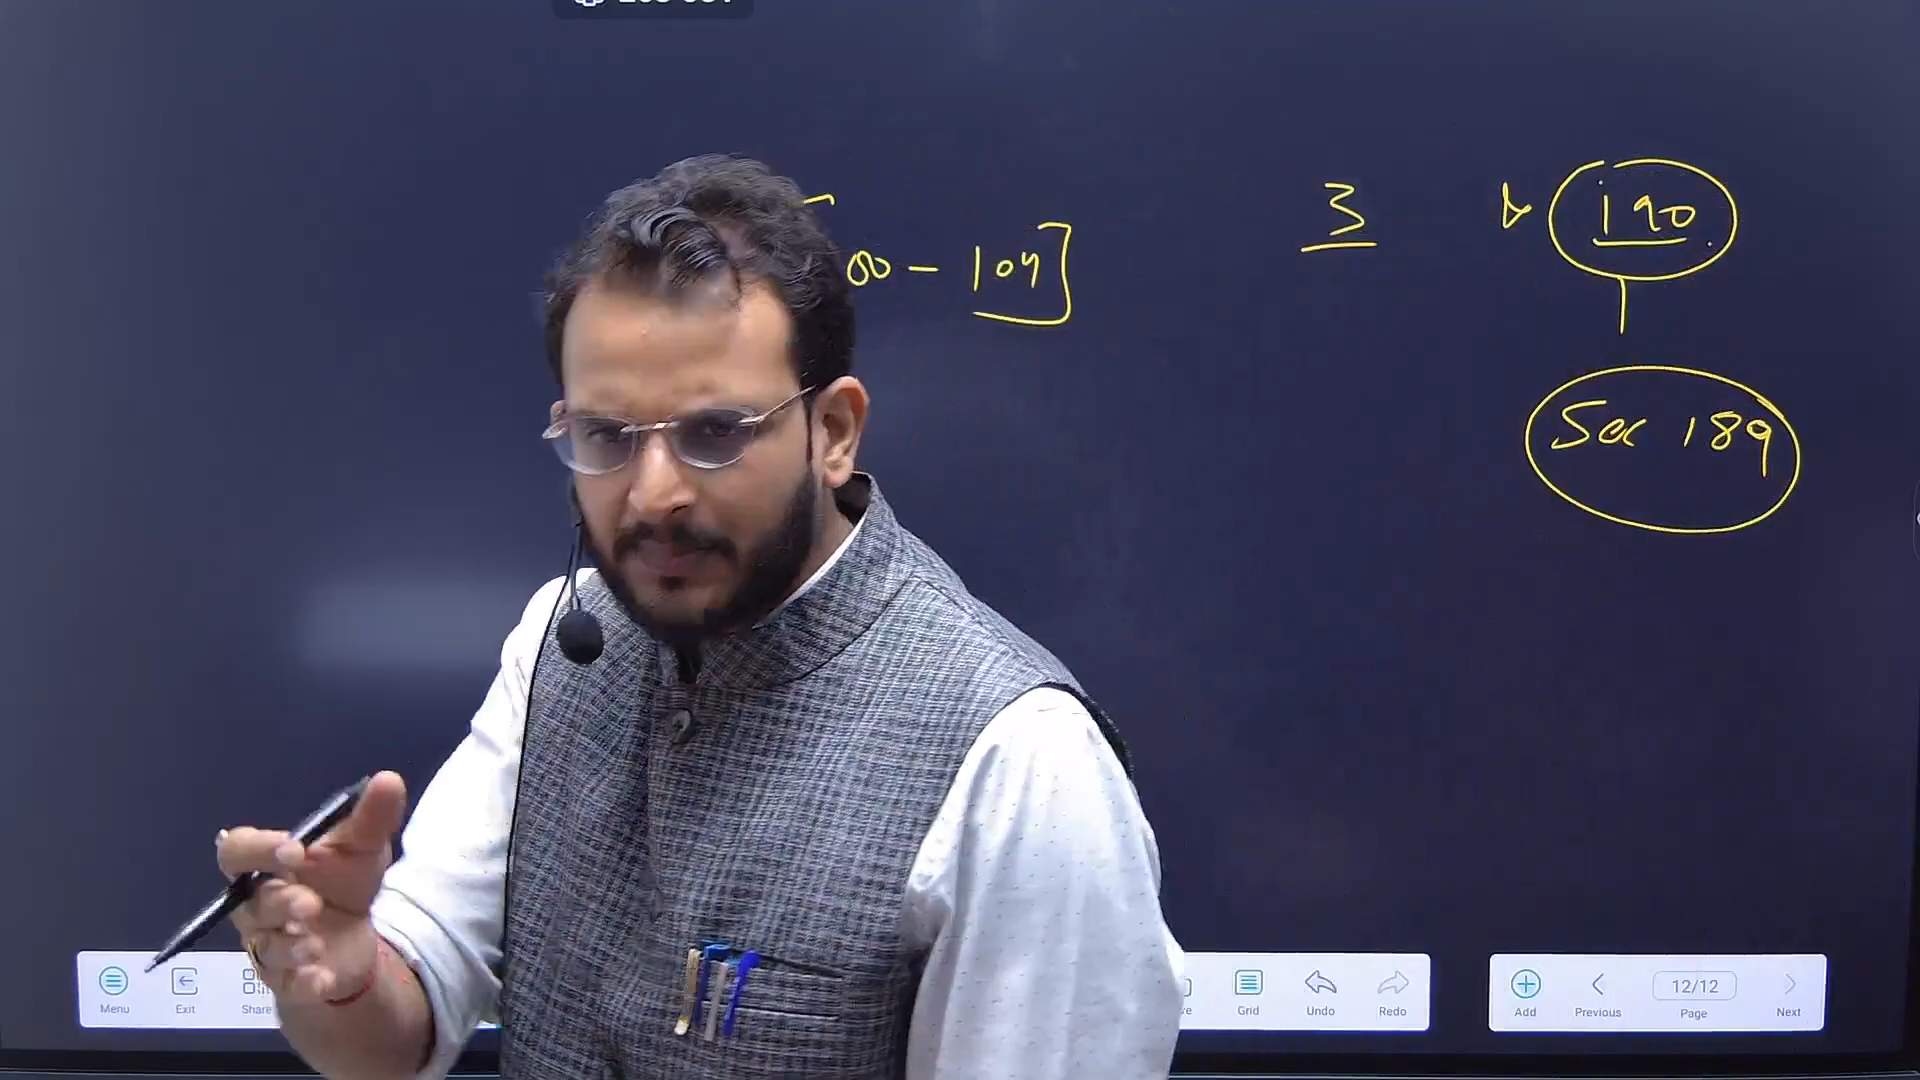 3 190
00 - 104]
Sec 189
Menu Exit Share Grid Undo Redo Add Previous 12/12 Page Next